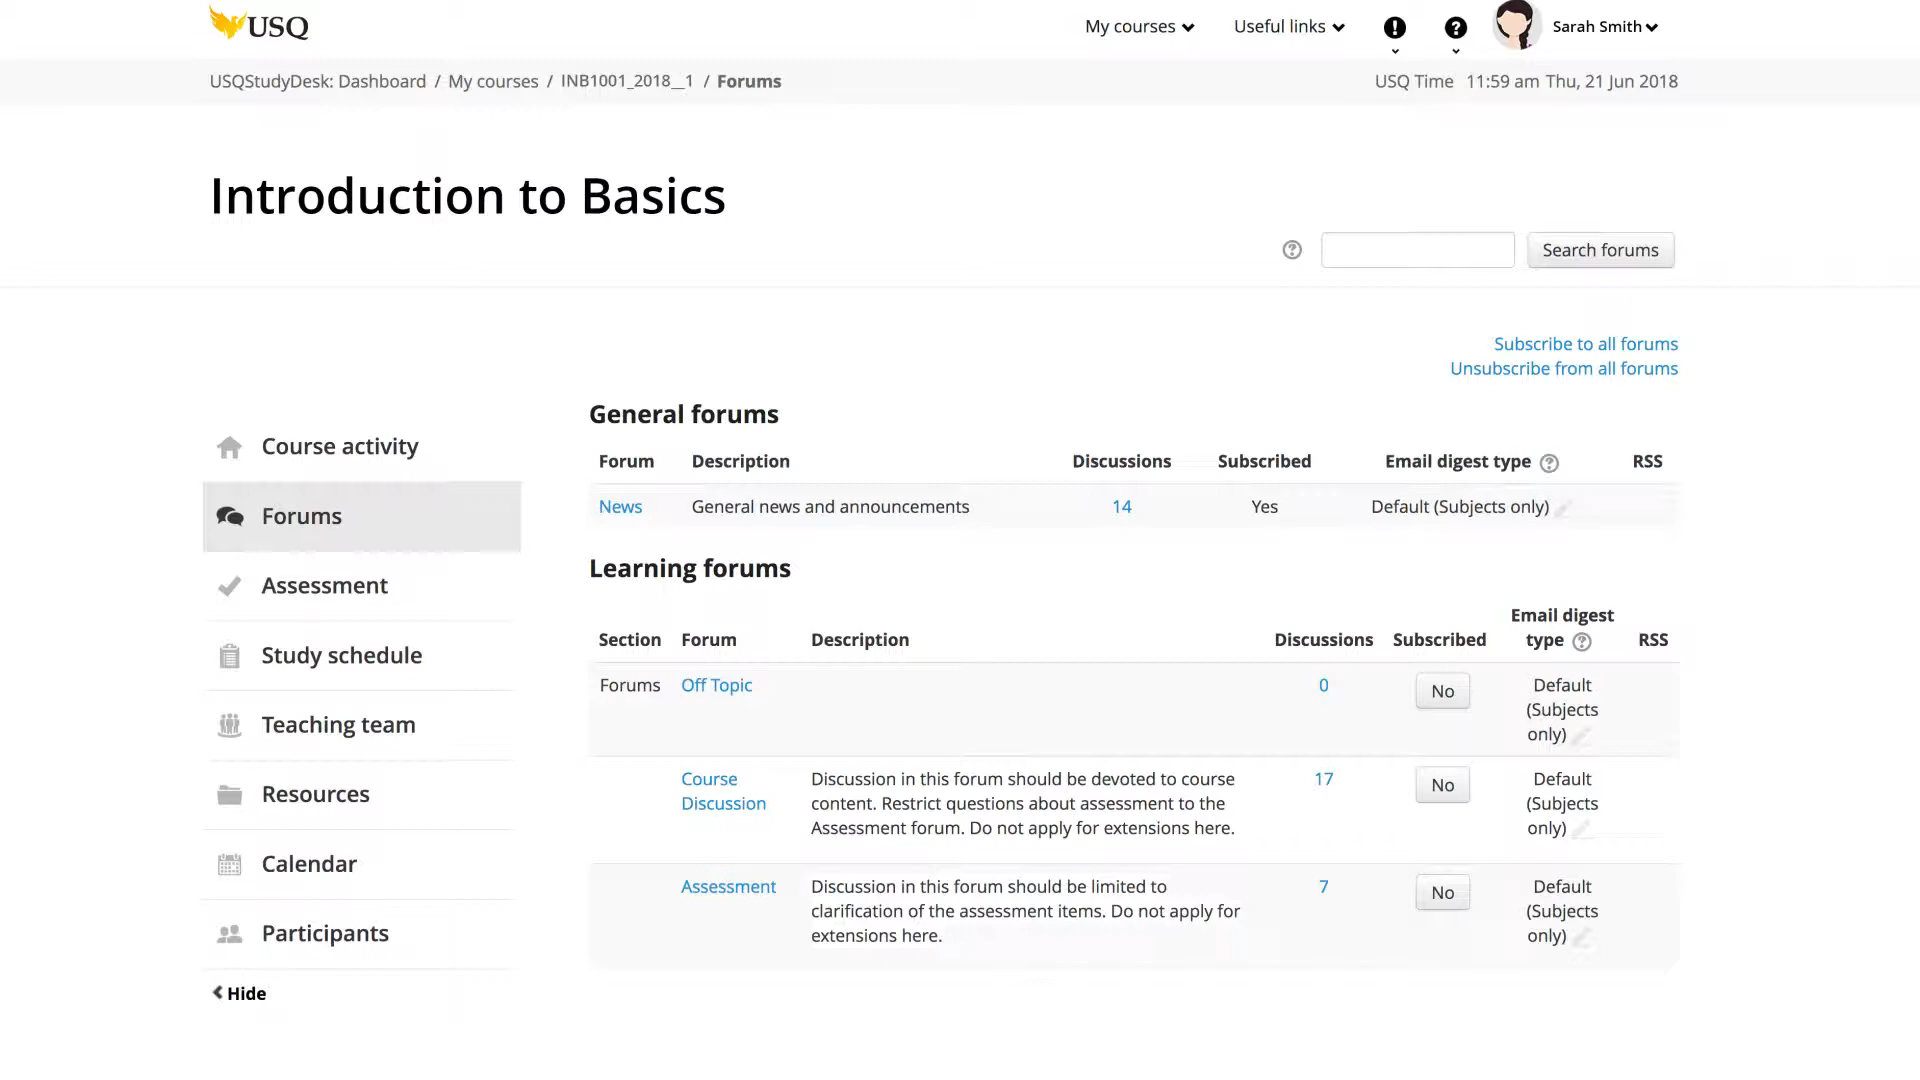 USQ
My courses
Useful links
Sarah Smith
USQStudyDesk: Dashboard / My courses / INB1001_2018__1 / Forums
USQ Time 11:59 am Thu, 21 Jun 2018
Introduction to Basics
Search forums
Subscribe to all forums
Unsubscribe from all forums
Course activity
Forums
Assessment
Study schedule
Teaching team
Resources
Calendar
Participants
Hide
General forums
Forum Description Discussions Subscribed Email digest type RSS
News General news and announcements 14 Yes Default (Subjects only)
Learning forums
Section Forum Description Discussions Subscribed Email digest type RSS
Forums Off Topic 0 No Default
(Subjects
only)
Course Discussion in this forum should be devoted to course 17 No Default
Discussion content. Restrict questions about assessment to the (Subjects
Assessment forum. Do not apply for extensions here. only)
Assessment Discussion in this forum should be limited to 7 No Default
clarification of the assessment items. Do not apply for (Subjects
extensions here. only)